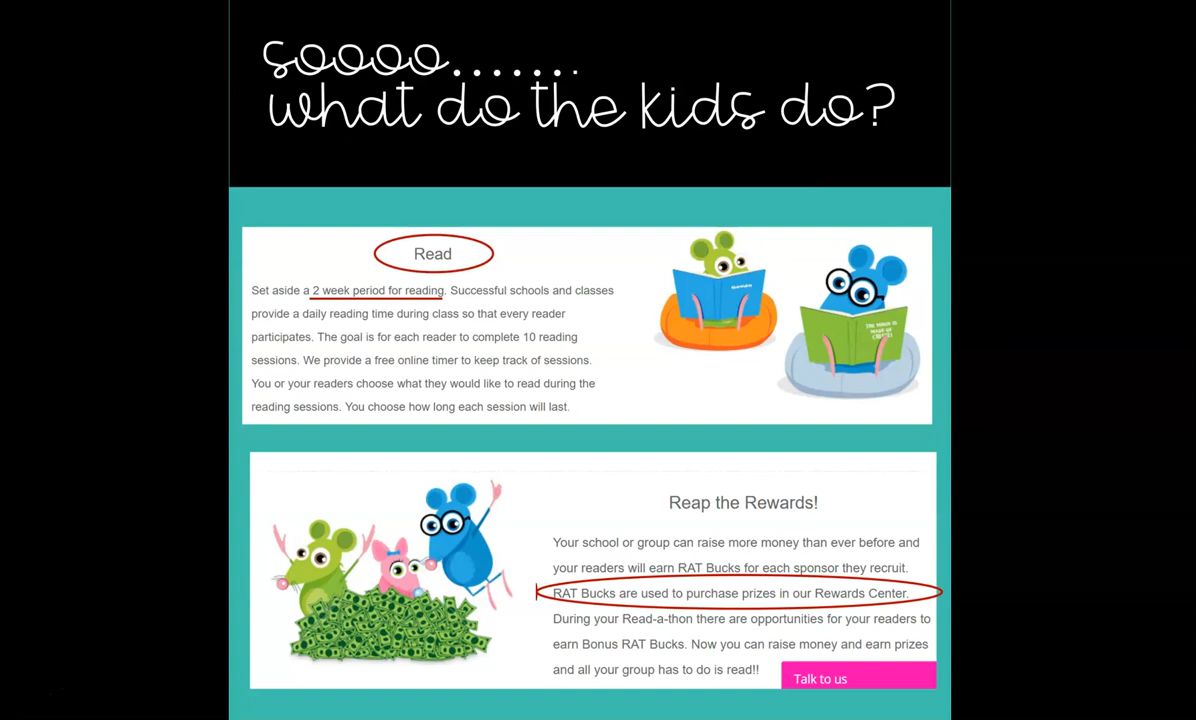 Soooo.......
what do the kids do?
Read
Set aside a 2 week period for reading. Successful schools and classes
provide a daily reading time during class so that every reader
participates. The goal is for each reader to complete 10 reading
sessions. We provide a free online timer to keep track of sessions.
You or your readers choose what they would like to read during the
reading sessions. You choose how long each session will last.
Reap the Rewards!
Your school or group can raise more money than ever before and
your readers will earn RAT Bucks for each sponsor they recruit.
RAT Bucks are used to purchase prizes in our Rewards Center.
During your Read-a-thon there are opportunities for your readers to
earn Bonus RAT Bucks. Now you can raise money and earn prizes
and all your group has to do is read!!
Talk to us